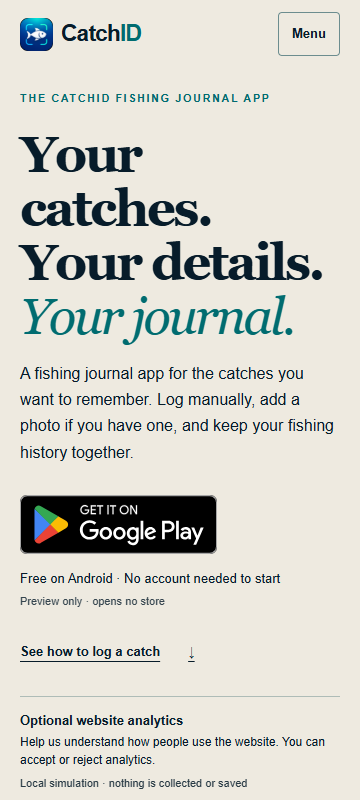 CatchID
Menu
THE CATCHID FISHING JOURNAL APP
Your
catches.
Your details.
Your journal.
A fishing journal app for the catches you
want to remember. Log manually, add a
photo if you have one, and keep your fishing
history together.
GET IT ON
Google Play
Free on Android · No account needed to start
Preview only · opens no store
See how to log a catch ↓
Optional website analytics
Help us understand how people use the website. You can
accept or reject analytics.
Local simulation · nothing is collected or saved